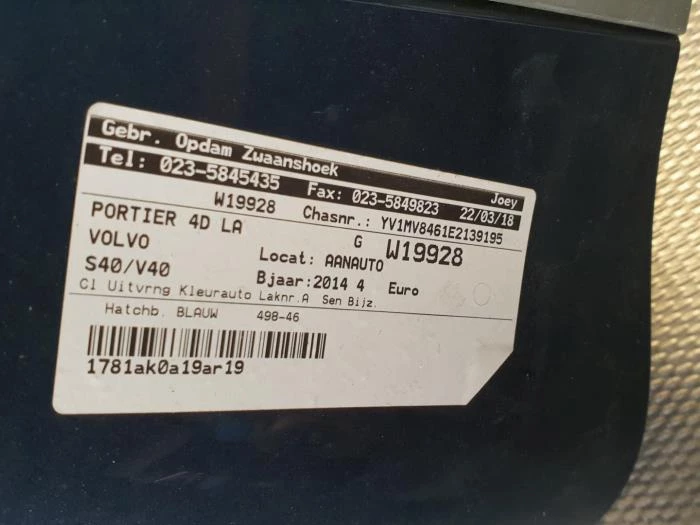 Gebr. Opdam Zwaanshoek
Joey
Tel: 023-5845435 Fax: 023-5849823 22/03/18
W19928 Chasnr.: YV1MV8461E2139195
PORTIER 4D LA G W19928
VOLVO Locat: AANAUTO
S40/V40 Bjaar:2014 4 Euro
Cl Uitvrng Kleurauto Laknr.A Sen Bijz.
Hatchb. BLAUW 498-46
1781ak0a19ar19